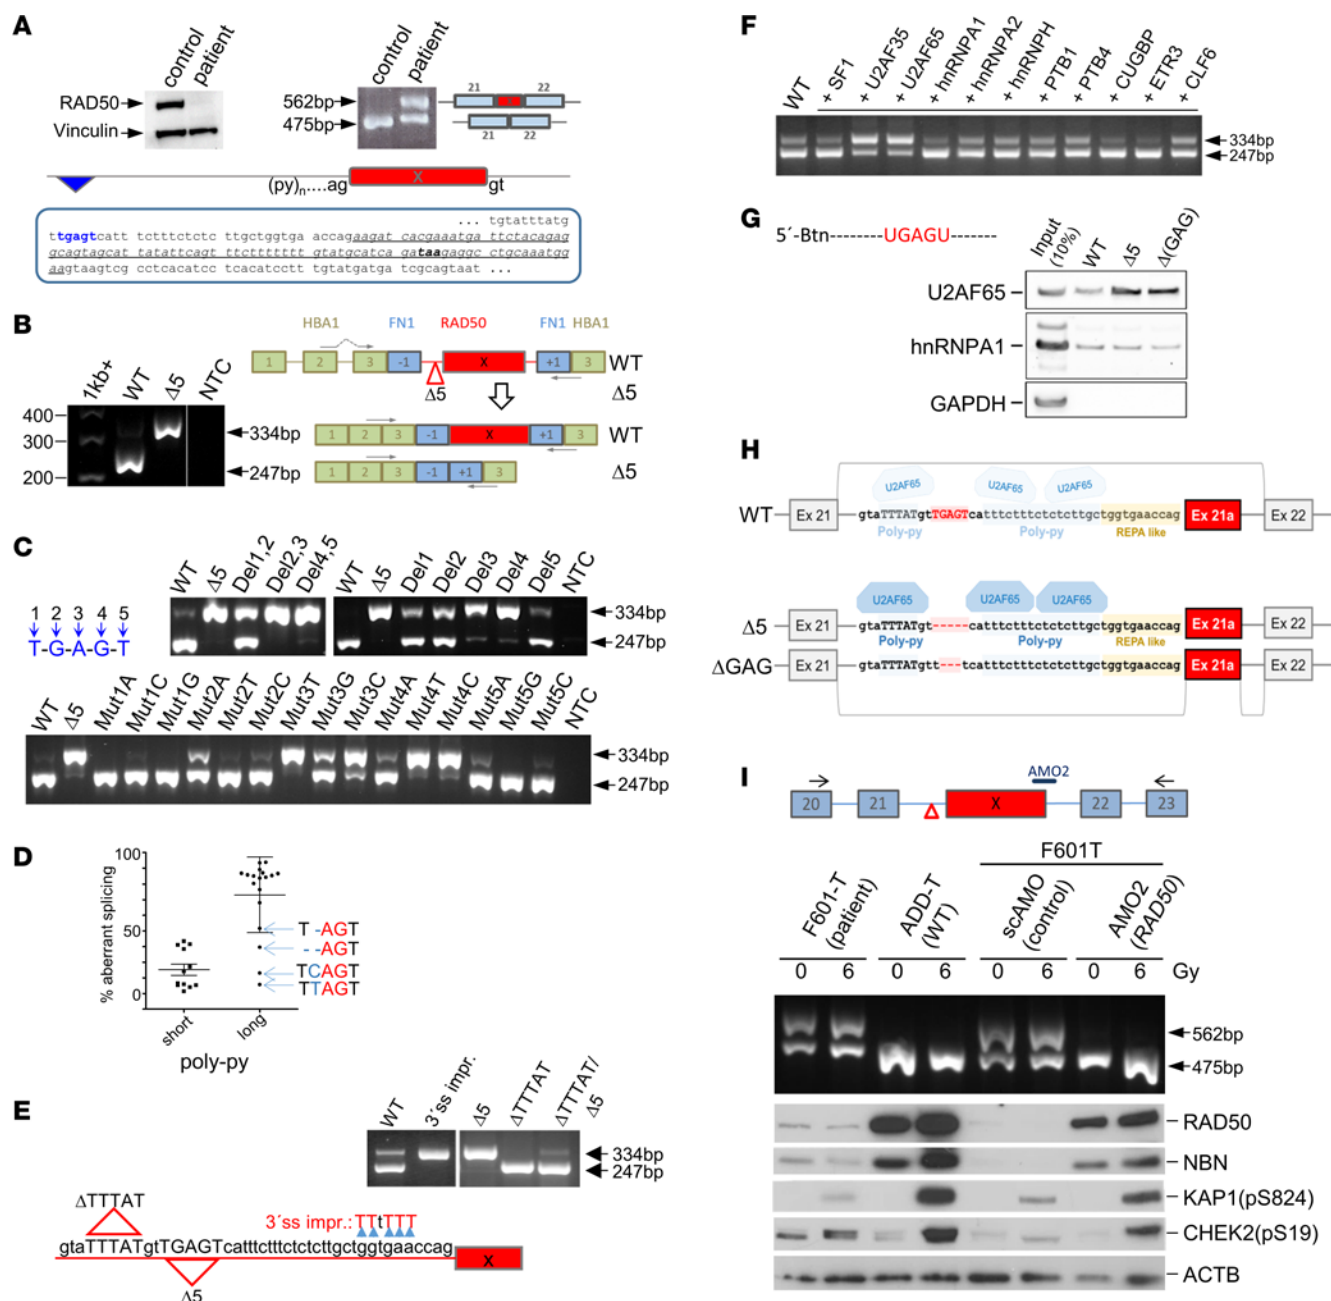 A
control
patient
RAD50
Vinculin
control
patient
562bp
475bp
21
22
21
22
(py)n....ag
X
gt
... tgtatttatg
ttgagtcatt tctttctctc ttgctggtga accagaagat cacgaaatga ttctacagag
gcagtagcat tatattcagt tttctttttt gtatgcatca gataagaggc ctgcaaatgg
aagtaagtcg cctcacatcc tcacatcctt tgtatgatga tcgcagtaat ...
B
1kb+
WT
Δ5
NTC
400
300
200
334bp
247bp
HBA1
FN1
RAD50
FN1
HBA1
1
2
3
-1
X
+1
3
WT
Δ5
Δ5
1
2
3
-1
X
+1
3
WT
1
2
3
-1
+1
3
Δ5
C
1 2 3 4 5
T-G-A-G-T
WT
Δ5
Del1,2
Del2,3
Del4,5
WT
Δ5
Del1
Del2
Del3
Del4
Del5
NTC
334bp
247bp
WT
Δ5
Mut1A
Mut1C
Mut1G
Mut2A
Mut2T
Mut2C
Mut3T
Mut3G
Mut3C
Mut4A
Mut4T
Mut4C
Mut5A
Mut5G
Mut5C
NTC
334bp
247bp
D
% aberrant splicing
100
50
0
short
long
poly-py
T -AGT
--AGT
TCAGT
TTAGT
E
WT
3´ss impr.
Δ5
ΔTTTAT
ΔTTTAT/
Δ5
334bp
247bp
ΔTTTAT
3´ss impr.:TTtTTT
gtaTTTATgtTGAGTcatttctttctctcttgctggtgaaccag
X
Δ5
F
WT
+ SF1
+ U2AF35
+ U2AF65
+ hnRNPA1
+ hnRNPA2
+ hnRNPH
+ PTB1
+ PTB4
+ CUGBP
+ ETR3
+ CLF6
334bp
247bp
G
5´-Btn-------UGAGU------
Input
(10%)
WT
Δ5
Δ(GAG)
U2AF65
hnRNPA1
GAPDH
H
U2AF65
U2AF65
U2AF65
WT
Ex 21
gtaTTTATgtTGAGTcatttctttctctcttgctggtgaaccag
Ex 21a
Ex 22
Poly-py
Poly-py
REPA like
U2AF65
U2AF65
U2AF65
Δ5
Ex 21
gtaTTTATgt-----catttctttctctcttgctggtgaaccag
Ex 21a
Ex 22
Poly-py
Poly-py
REPA like
ΔGAG
Ex 21
gtaTTTATgtt---tcatttctttctctcttgctggtgaaccag
Ex 21a
Ex 22
I
AMO2
20
21
X
22
23
F601T
F601-T
(patient)
ADD-T
(WT)
scAMO
(control)
AMO2
(RAD50)
0 6 0 6 0 6 0 6 Gy
562bp
475bp
RAD50
NBN
KAP1(pS824)
CHEK2(pS19)
ACTB